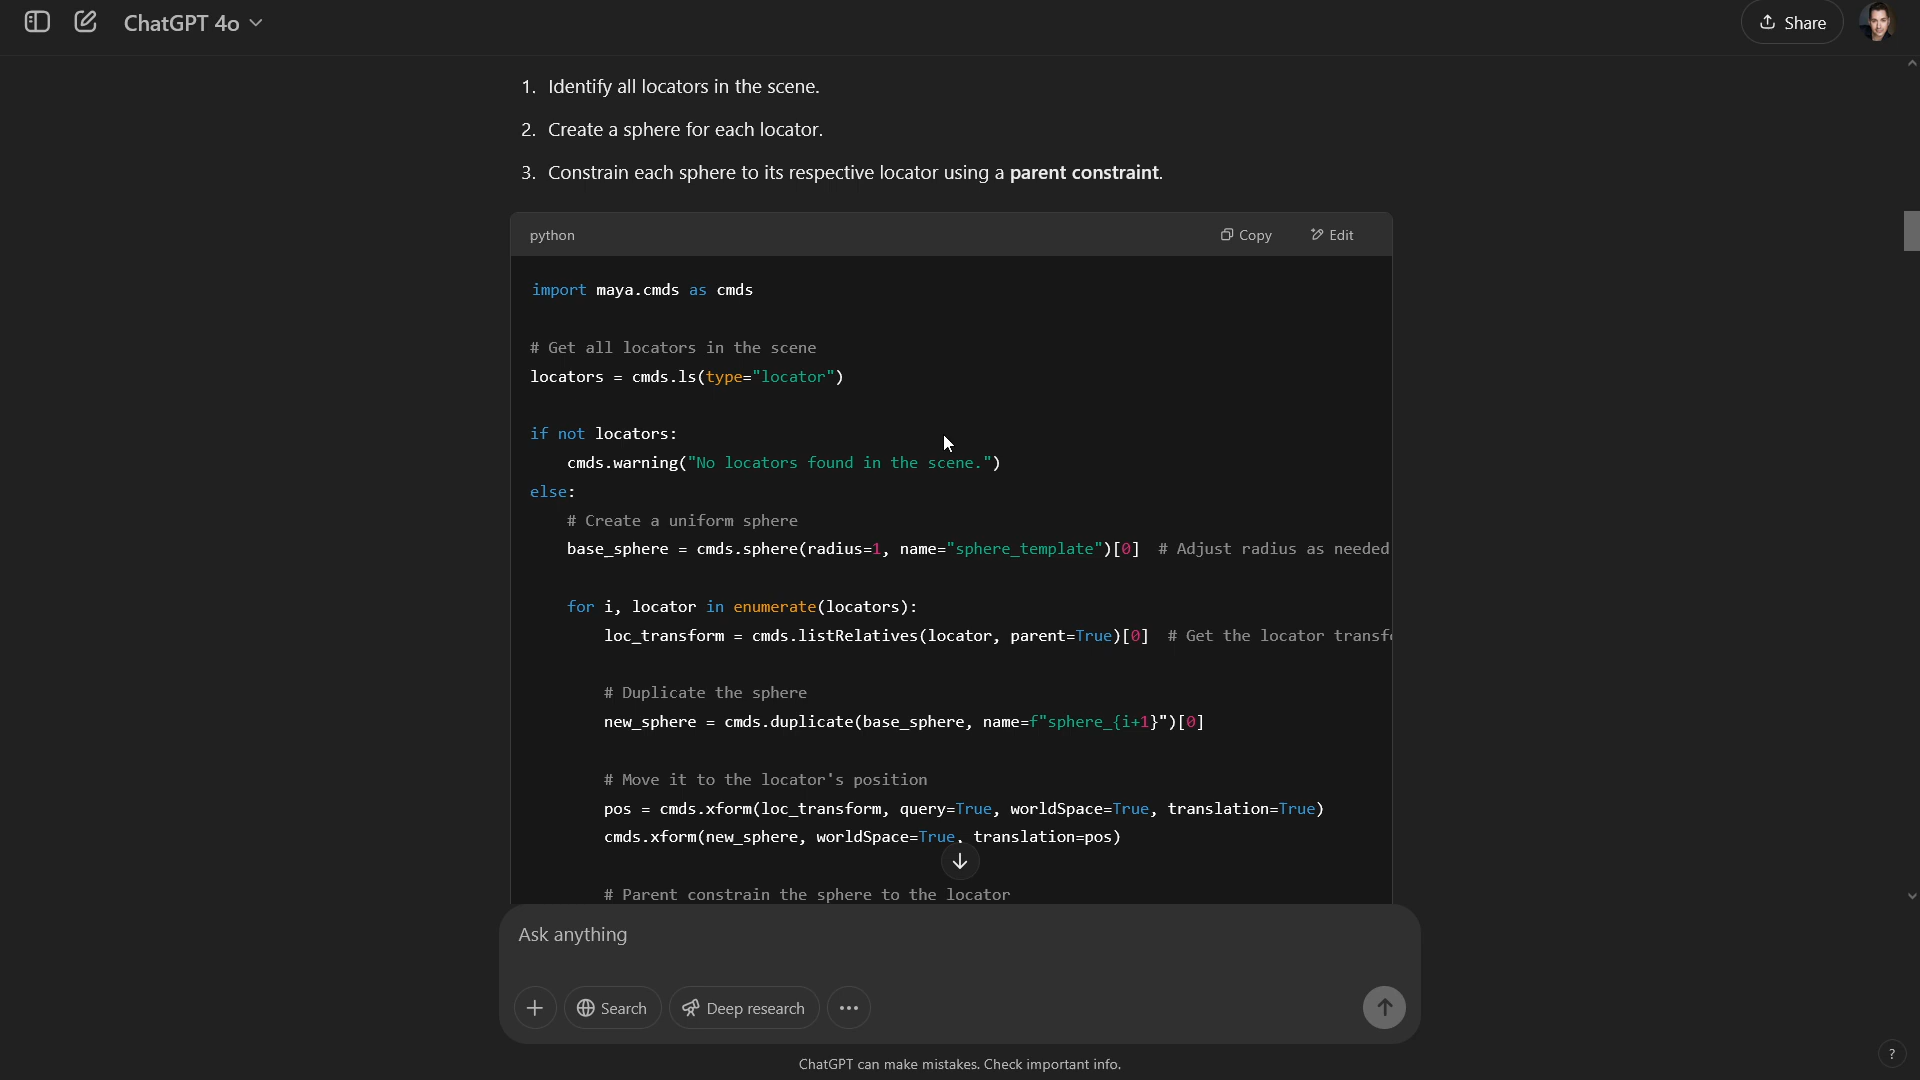 ChatGPT 4o
Share
1. Identify all locators in the scene.
2. Create a sphere for each locator.
3. Constrain each sphere to its respective locator using a parent constraint.
python
Copy
Edit
import maya.cmds as cmds
# Get all locators in the scene
locators = cmds.ls(type="locator")
if not locators:
    cmds.warning("No locators found in the scene.")
else:
    # Create a uniform sphere
    base_sphere = cmds.sphere(radius=1, name="sphere_template")[0]  # Adjust radius as needed
    for i, locator in enumerate(locators):
        loc_transform = cmds.listRelatives(locator, parent=True)[0]  # Get the locator transf
        # Duplicate the sphere
        new_sphere = cmds.duplicate(base_sphere, name=f"sphere_{i+1}")[0]
        # Move it to the locator's position
        pos = cmds.xform(loc_transform, query=True, worldSpace=True, translation=True)
        cmds.xform(new_sphere, worldSpace=True, translation=pos)
        # Parent constrain the sphere to the locator
Ask anything
Search
Deep research
ChatGPT can make mistakes. Check important info.
?